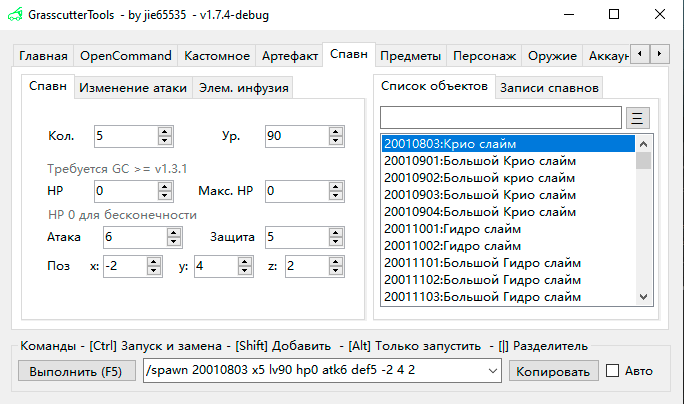 GrasscutterTools - by jie65535 - v1.7.4-debug
Главная OpenCommand Кастомное Артефакт Спавн Предметы Персонаж Оружие Аккаун
Спавн Изменение атаки Элем. инфузия
Кол. 5 Ур. 90
Требуется GC >= v1.3.1
HP 0 Макс. HP 0
HP 0 для бесконечности
Атака 6 Защита 5
Поз x: -2 y: 4 z: 2
Список объектов Записи спавнов
20010803:Крио слайм
20010901:Большой Крио слайм
20010902:Большой крио слайм
20010903:Большой Крио слайм
20010904:Большой Крио слайм
20011001:Гидро слайм
20011002:Гидро слайм
20011101:Большой Гидро слайм
20011102:Большой Гидро слайм
20011103:Большой Гидро слайм
Команды - [Ctrl] Запуск и замена - [Shift] Добавить - [Alt] Только запустить - [|] Разделитель
Выполнить (F5) /spawn 20010803 x5 lv90 hp0 atk6 def5 -2 4 2 Копировать Авто